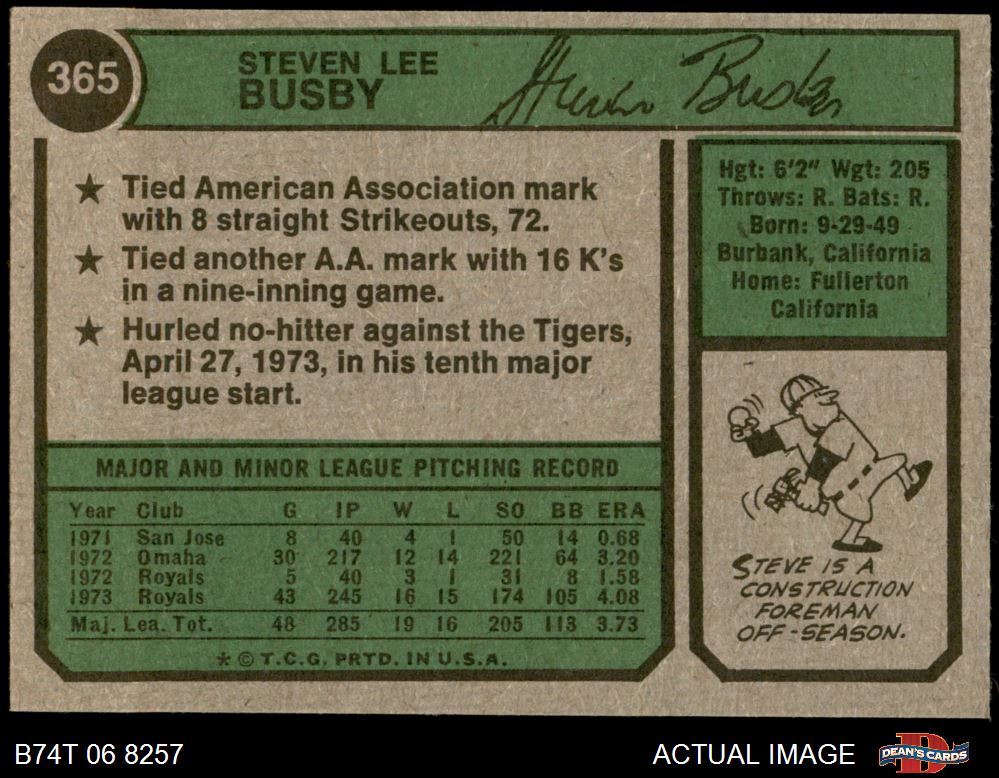 365
STEVEN LEE
BUSBY
Steven Busby
★ Tied American Association mark
with 8 straight Strikeouts, 72.
★ Tied another A.A. mark with 16 K's
in a nine-inning game.
★ Hurled no-hitter against the Tigers,
April 27, 1973, in his tenth major
league start.
Hgt: 6'2" Wgt: 205
Throws: R. Bats: R.
Born: 9-29-49
Burbank, California
Home: Fullerton
California
MAJOR AND MINOR LEAGUE PITCHING RECORD
Year Club G IP W L SO BB ERA
1971 San Jose 8 40 4 1 50 14 0.68
1972 Omaha 30 217 12 14 221 64 3.20
1972 Royals 5 40 3 1 31 8 1.58
1973 Royals 43 245 16 15 174 105 4.08
Maj. Lea. Tot. 48 285 19 16 205 113 3.73
* © T.C.G. PRTD. IN U.S.A.
STEVE IS A
CONSTRUCTION
FOREMAN
OFF-SEASON.
B74T 06 8257
ACTUAL IMAGE
DEAN'S CARDS